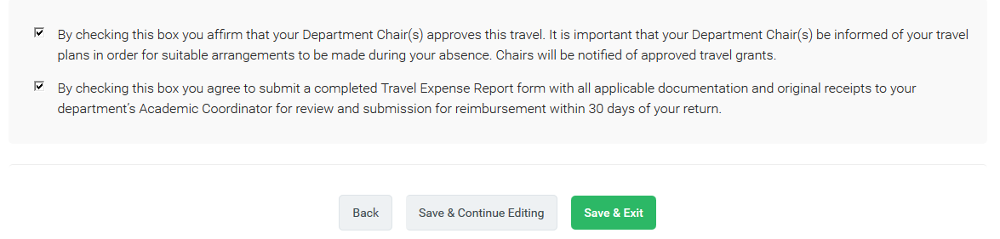 By checking this box you affirm that your Department Chair(s) approves this travel. It is important that your Department Chair(s) be informed of your travel
plans in order for suitable arrangements to be made during your absence. Chairs will be notified of approved travel grants.
By checking this box you agree to submit a completed Travel Expense Report form with all applicable documentation and original receipts to your
department's Academic Coordinator for review and submission for reimbursement within 30 days of your return.
Back Save & Continue Editing Save & Exit